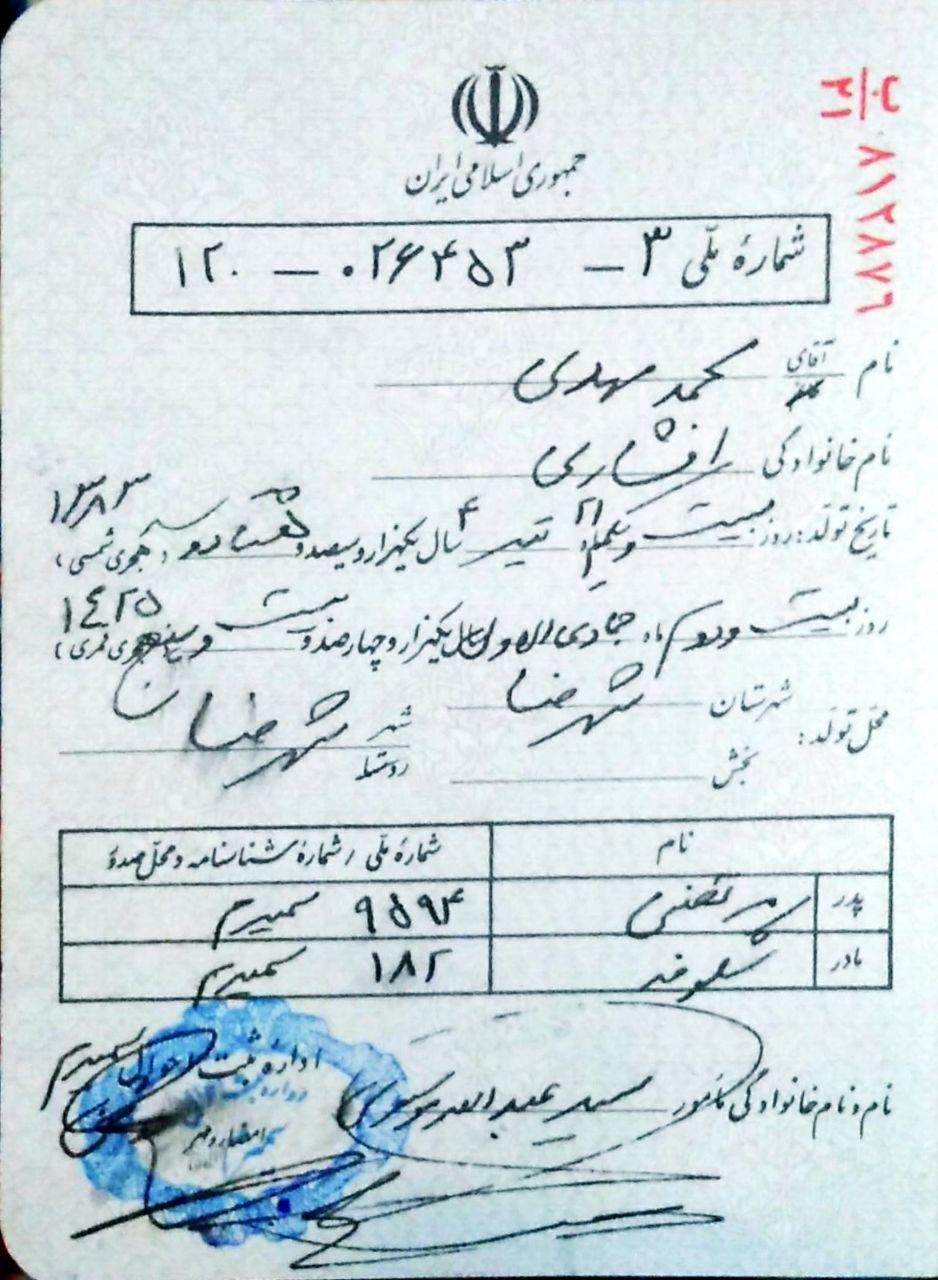 جمهوری اسلامی ایران
ج/۳۱ ۸۱۲۷۸۶
شمارهٔ ملّی ۳ – ۰۲۶۴۵۳ – ۱۲۰
نام آقای محمد مهدی
نام خانوادگی افشاری
۱۳۸۳
تاریخ تولد: روز بیست و یکم ۲۱ ماه تیر ۴ سال یکهزار و سیصد و هشتاد و سه هجری شمسی،
۱۴۲۵
روز بیست و دوم ماه جمادی الاول سال یکهزار و چهارصد و بیست و پنج هجری قمری،
محل تولد: شهرستان شهرضا شهر شهرضا
بخش روستا
نام شمارهٔ ملّی / شمارهٔ شناسنامه و محل صدور
پدر مرتضی ۹۵۹۴ سمیرم
مادر ۱۸۲ سمیرم
ادارهٔ ثبت احوال سمیرم
نام و نام خانوادگی مأمور سید عبدالله موسوی
امضاء و مهر